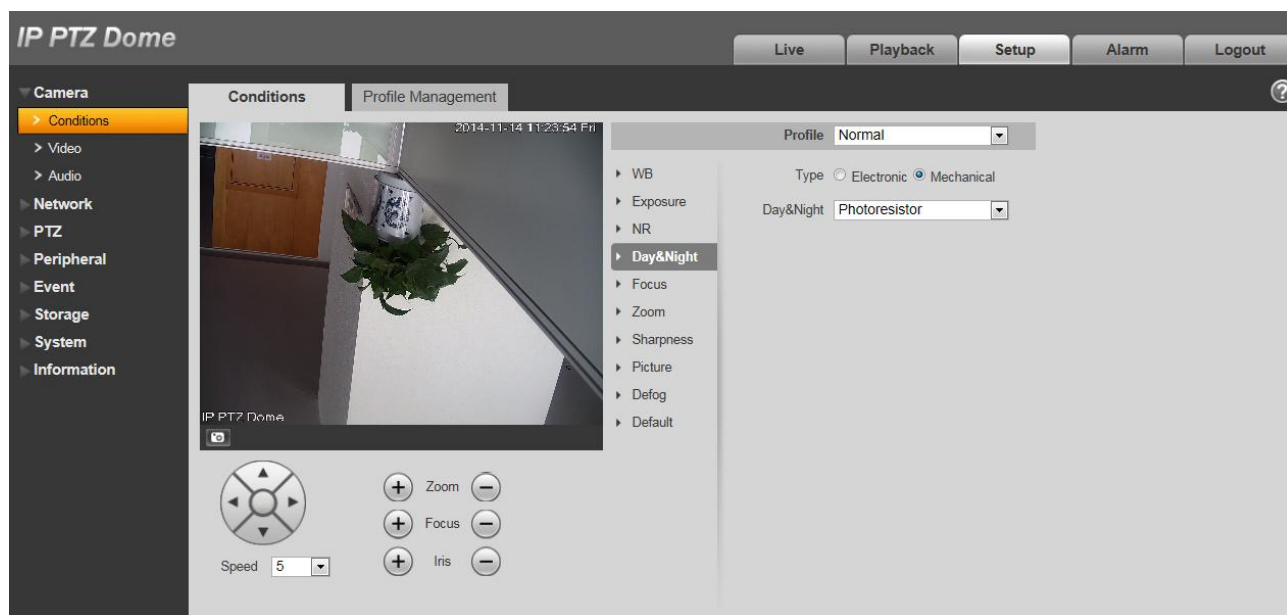 IP PTZ Dome
Live Playback Setup Alarm Logout
Camera
Conditions
Video
Audio
Network
PTZ
Peripheral
Event
Storage
System
Information
Conditions Profile Management
2014-11-14 11:23:54 Fri
IP PTZ Dome
Zoom
Focus
Iris
Speed 5
WB
Exposure
NR
Day&Night
Focus
Zoom
Sharpness
Picture
Defog
Default
Profile Normal
Type Electronic Mechanical
Day&Night Photoresistor